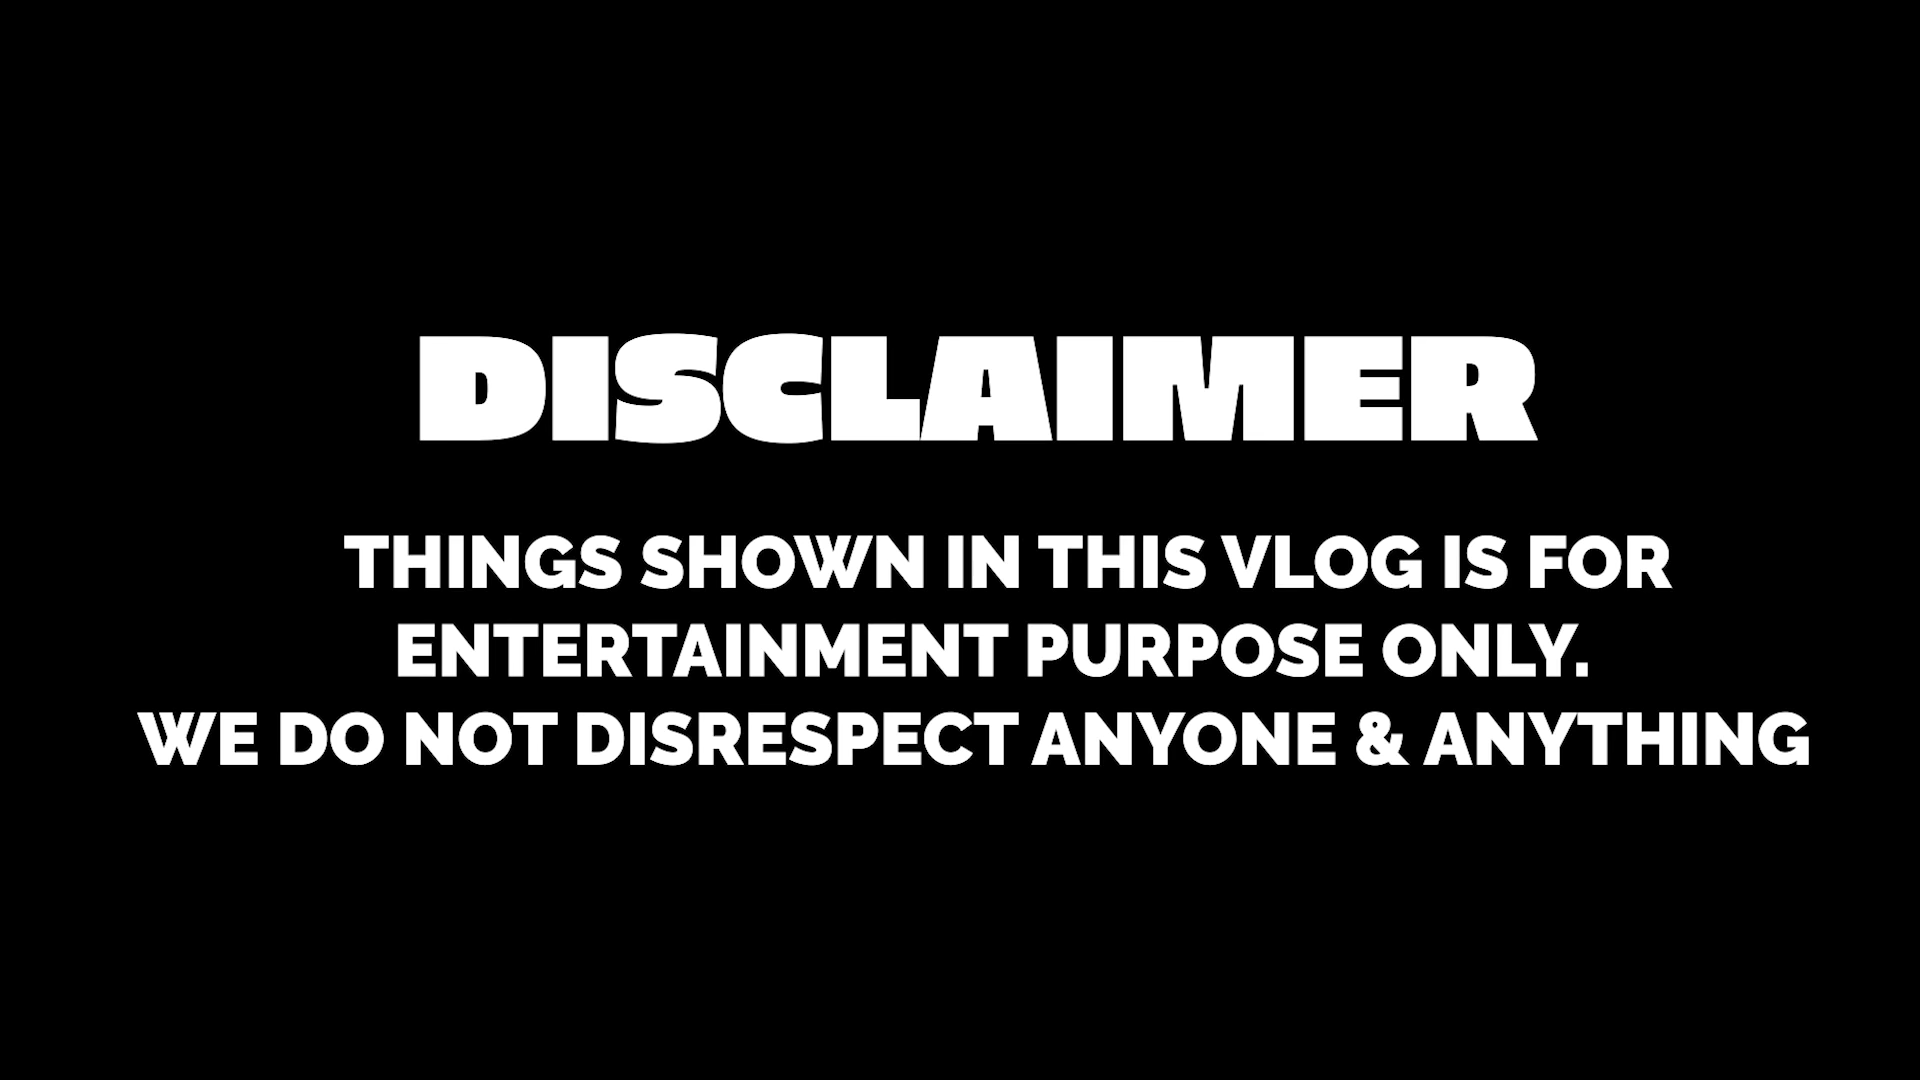 DISCLAIMER
THINGS SHOWN IN THIS VLOG IS FOR
ENTERTAINMENT PURPOSE ONLY.
WE DO NOT DISRESPECT ANYONE & ANYTHING